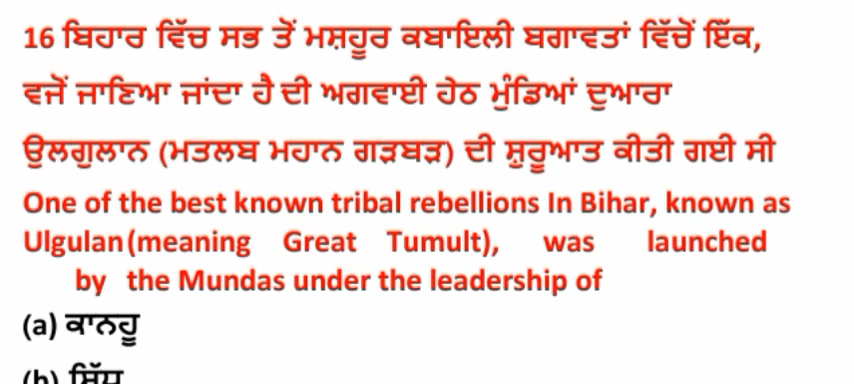 16 ਬਿਹਾਰ ਵਿੱਚ ਸਭ ਤੋਂ ਮਸ਼ਹੂਰ ਕਬਾਇਲੀ ਬਗਾਵਤਾਂ ਵਿੱਚੋਂ ਇੱਕ,
ਵਜੋਂ ਜਾਣਿਆ ਜਾਂਦਾ ਹੈ ਦੀ ਅਗਵਾਈ ਹੇਠ ਮੁੰਡਿਆਂ ਦੁਆਰਾ
ਉਲਗੁਲਾਨ (ਮਤਲਬ ਮਹਾਨ ਗੜਬੜ) ਦੀ ਸ਼ੁਰੂਆਤ ਕੀਤੀ ਗਈ ਸੀ
One of the best known tribal rebellions In Bihar, known as
Ulgulan (meaning Great Tumult), was launched
by the Mundas under the leadership of
(a) ਕਾਨਹੂ
(b)